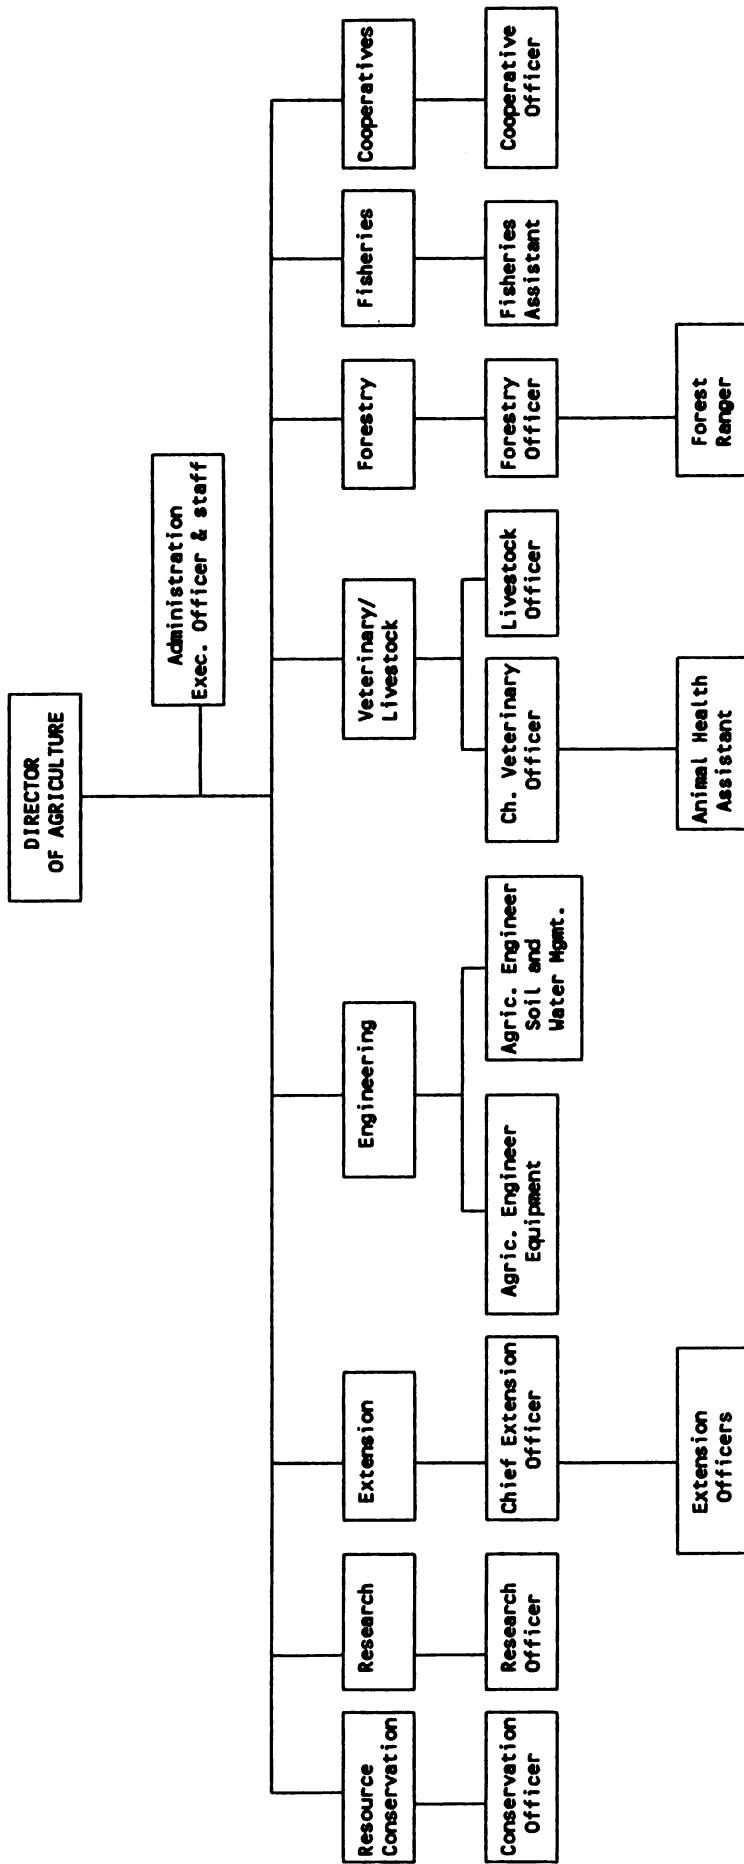 DIRECTOR
OF AGRICULTURE
Administration
Exec. Officer & staff
Resource
Conservation
Research
Extension
Engineering
Veterinary/
Livestock
Forestry
Fisheries
Cooperatives
Conservation
Officer
Research
Officer
Chief Extension
Officer
Agric. Engineer
Equipment
Agric. Engineer
Soil and
Water Mgmt.
Ch. Veterinary
Officer
Livestock
Officer
Forestry
Officer
Fisheries
Assistant
Cooperative
Officer
Extension
Officers
Animal Health
Assistant
Forest
Ranger